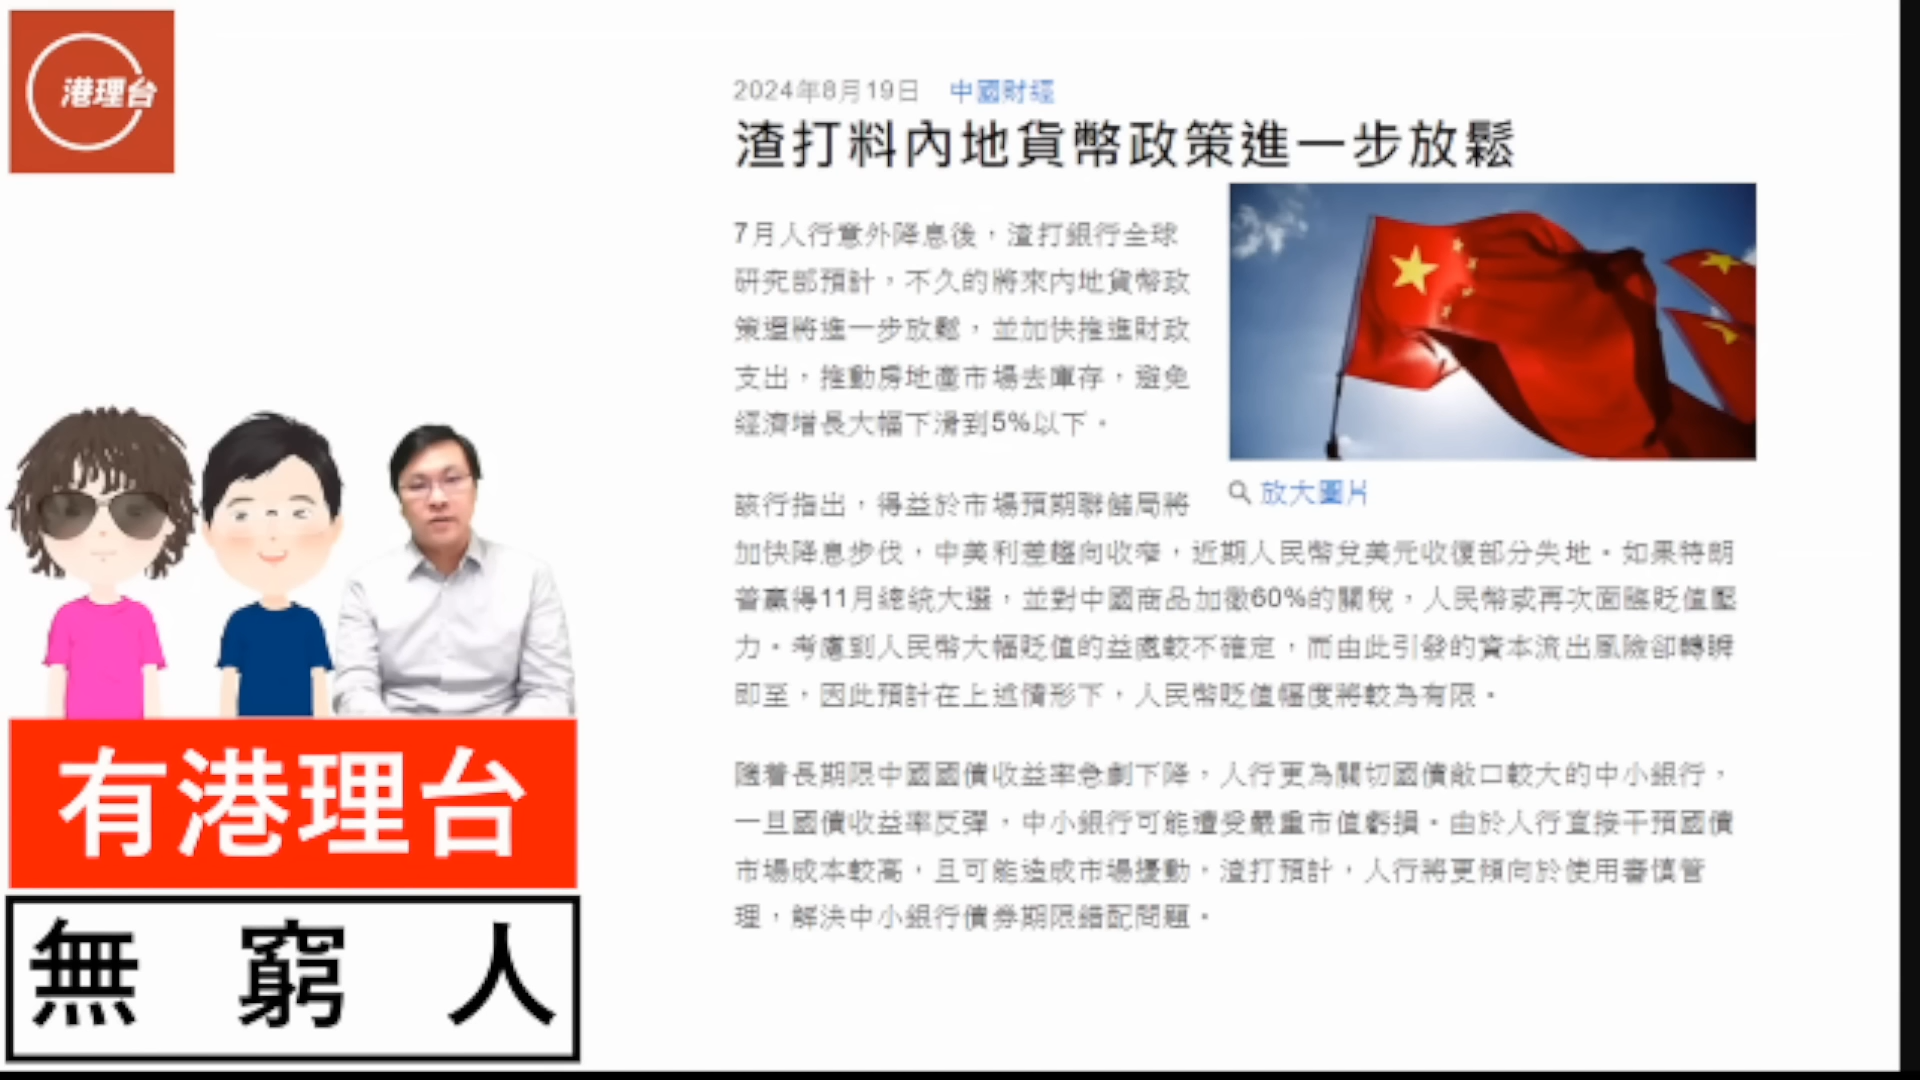 港理台
2024年8月19日 中國財經
渣打料內地貨幣政策進一步放鬆
7月人行意外降息後，渣打銀行全球
研究部預計，不久的將來內地貨幣政
策還將進一步放鬆，並加快推進財政
支出，推動房地產市場去庫存，避免
經濟增長大幅下滑到5%以下。
放大圖片
該行指出，得益於市場預期聯儲局將
加快降息步伐，中美利差趨向收窄，近期人民幣兌美元收復部分失地。如果特朗
普贏得11月總統大選，並對中國商品加徵60%的關稅，人民幣或再次面臨貶值壓
力。考慮到人民幣大幅貶值的益處較不確定，而由此引發的資本流出風險卻轉瞬
即至，因此預計在上述情形下，人民幣貶值幅度將較為有限。
隨着長期限中國國債收益率急劇下降，人行更為關切國債敞口較大的中小銀行，
一旦國債收益率反彈，中小銀行可能遭受嚴重市值虧損。由於人行直接干預國債
市場成本較高，且可能造成市場擾動，渣打預計，人行將更傾向於使用審慎管
理，解決中小銀行債券期限錯配問題。
有港理台
無窮人